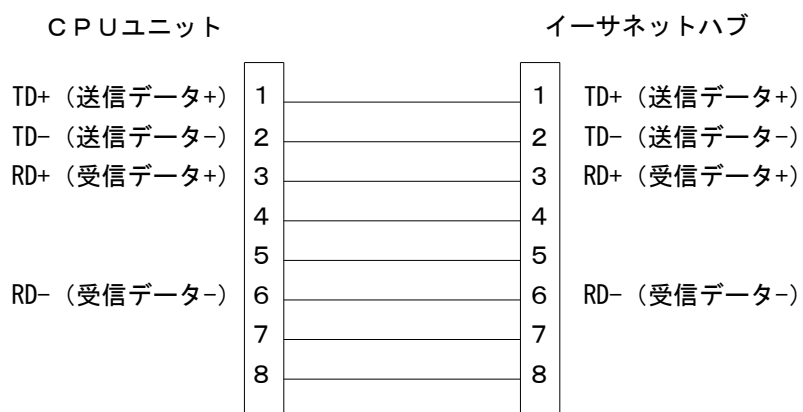 ＣＰＵユニット イーサネットハブ
TD+（送信データ+） 1 1 TD+（送信データ+）
TD-（送信データ-） 2 2 TD-（送信データ-）
RD+（受信データ+） 3 3 RD+（受信データ+）
4 4
5 5
RD-（受信データ-） 6 6 RD-（受信データ-）
7 7
8 8